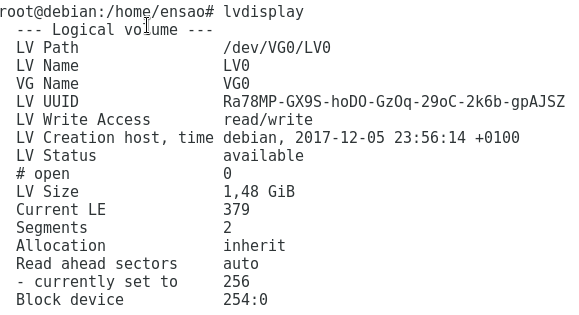 root@debian:/home/ensao# lvdisplay
--- Logical volume ---
LV Path                /dev/VG0/LV0
LV Name                LV0
VG Name                VG0
LV UUID                Ra78MP-GX9S-hoDO-GzOq-29oC-2k6b-gpAJSZ
LV Write Access        read/write
LV Creation host, time debian, 2017-12-05 23:56:14 +0100
LV Status              available
# open                 0
LV Size                1,48 GiB
Current LE             379
Segments               2
Allocation             inherit
Read ahead sectors     auto
- currently set to     256
Block device           254:0